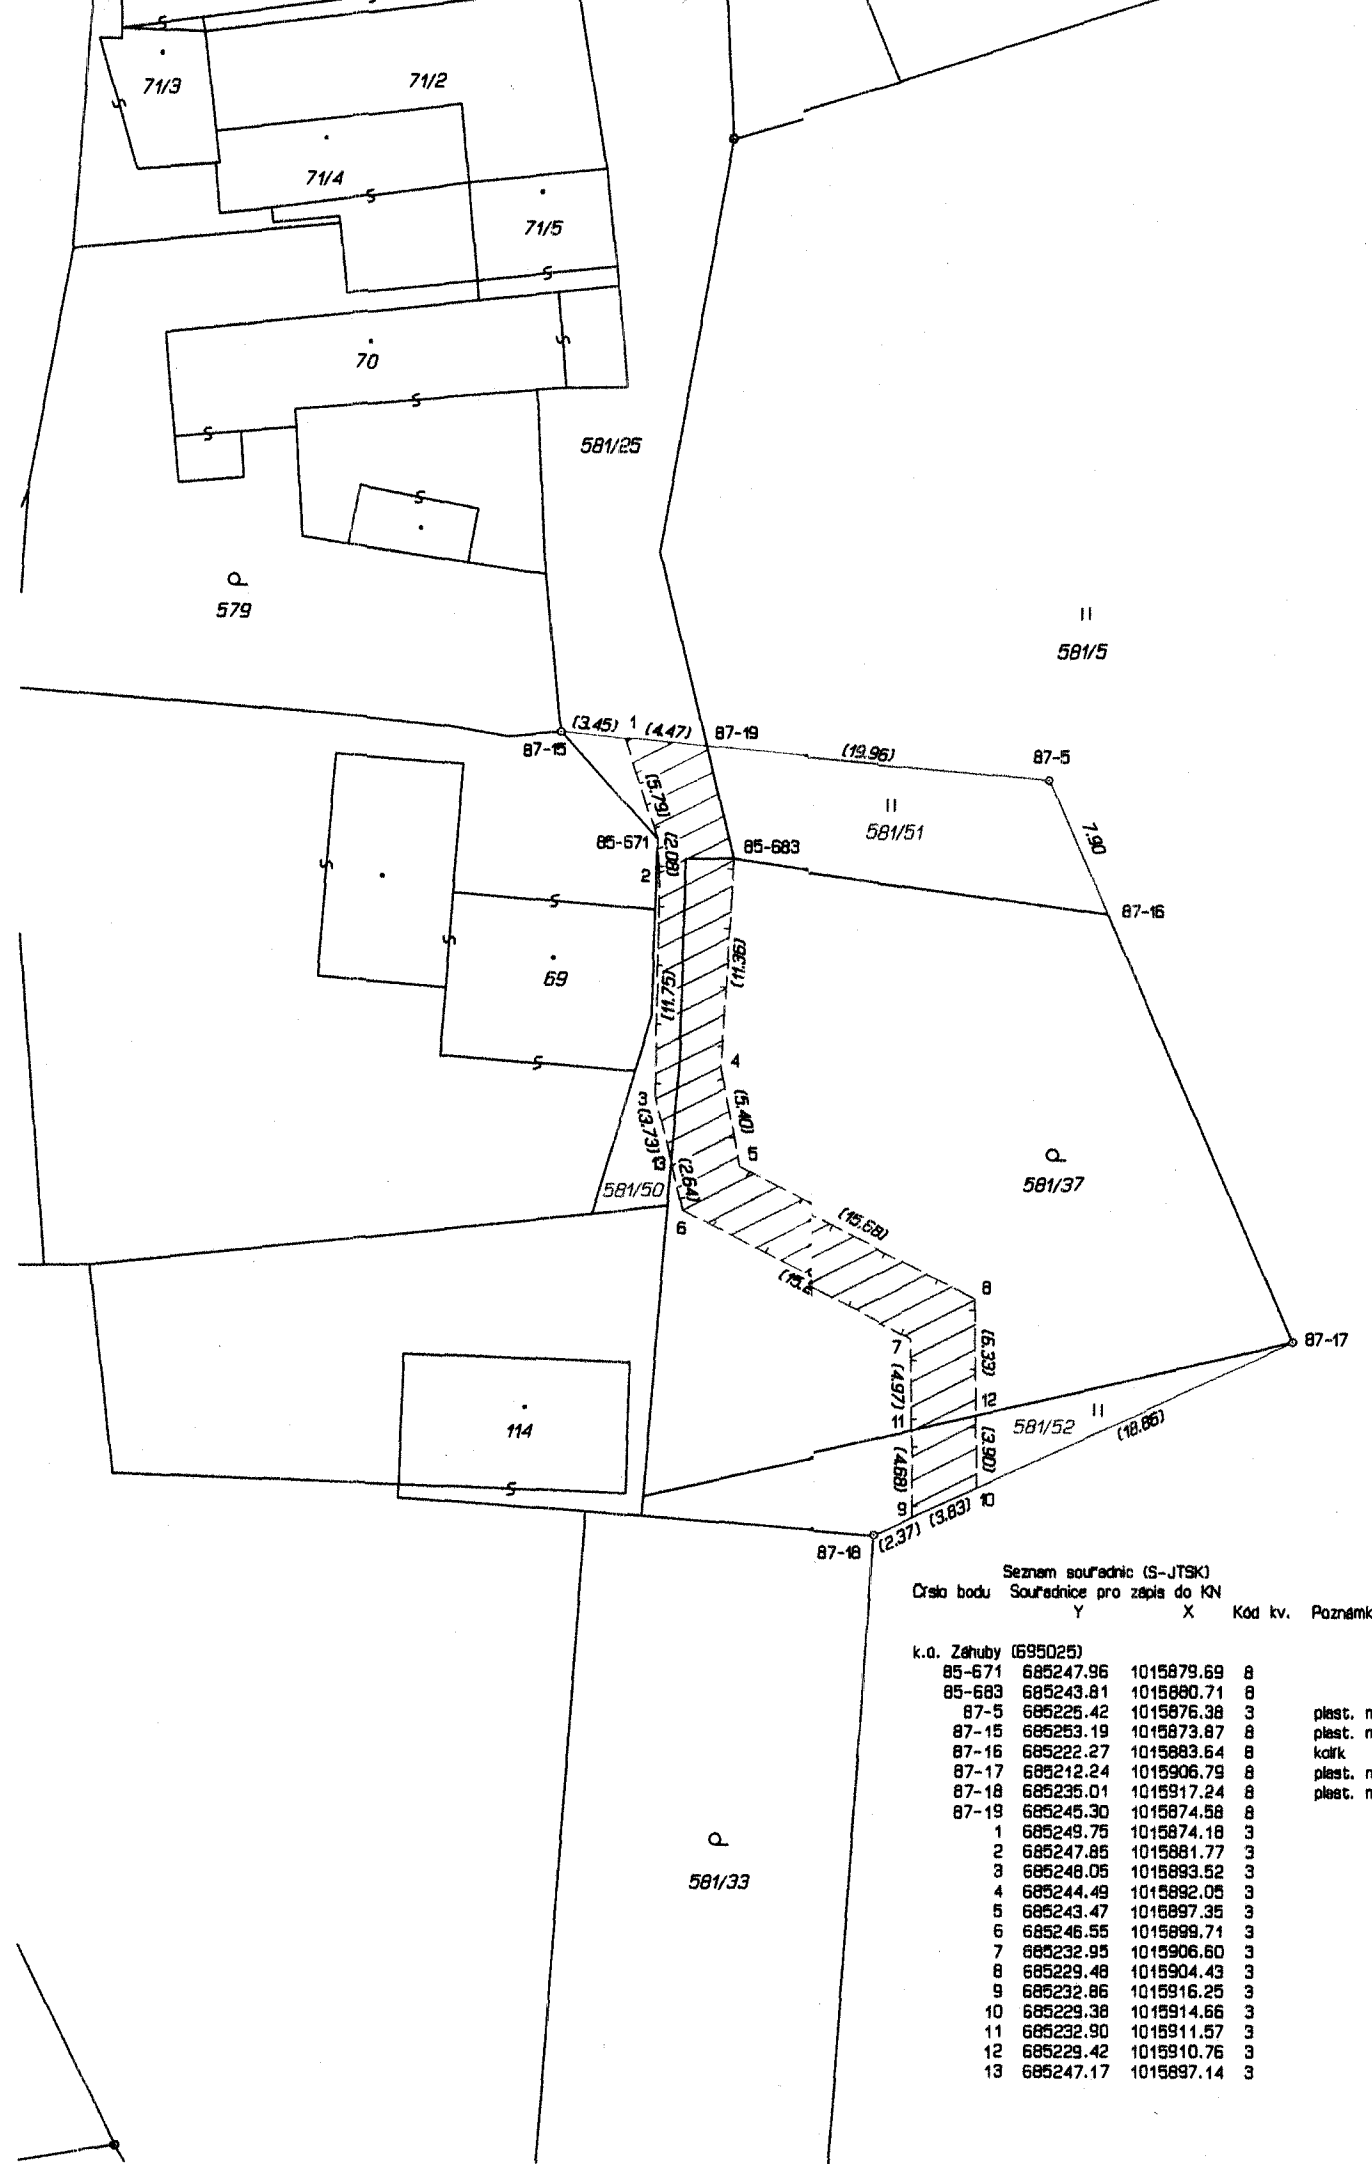 71/3
71/2
71/4
71/5
70
581/25
P
579
II
581/5
(3.45) 1 (4.47) 87-19
87-15
(19.96)
87-5
(5.79)
II
581/51
7.90
85-671
(2.08)
85-683
2
87-16
69
(11.75)
(11.36)
4
3
(3.73)
(5.40)
13
5
(2.64)
581/50
P
581/37
6
(15.68)
8
7
87-17
(6.33)
(4.97)
12
11
581/52
II
(18.86)
114
(4.68)
(3.90)
9
10
(3.83)
(2.37)
87-18
Seznam souřadnic (S-JTSK)
Číslo bodu Souřadnice pro zápis do KN
Y X Kód kv. Poznámk
k.ú. Záhuby (695025)
85-671 685247.96 1015879.69 8
85-683 685243.81 1015880.71 8
87-5 685225.42 1015876.38 3 plast. m
87-15 685253.19 1015873.87 8 plast. m
87-16 685222.27 1015883.64 8 kolík
87-17 685212.24 1015906.79 8 plast. m
87-18 685235.01 1015917.24 8 plast. m
87-19 685245.30 1015874.58 8
1 685249.75 1015874.18 3
2 685247.85 1015881.77 3
3 685248.05 1015893.52 3
4 685244.49 1015892.05 3
5 685243.47 1015897.35 3
6 685246.55 1015899.71 3
7 685232.95 1015906.60 3
8 685229.48 1015904.43 3
9 685232.86 1015916.25 3
10 685229.38 1015914.66 3
11 685232.90 1015911.57 3
12 685229.42 1015910.76 3
13 685247.17 1015897.14 3
P
581/33